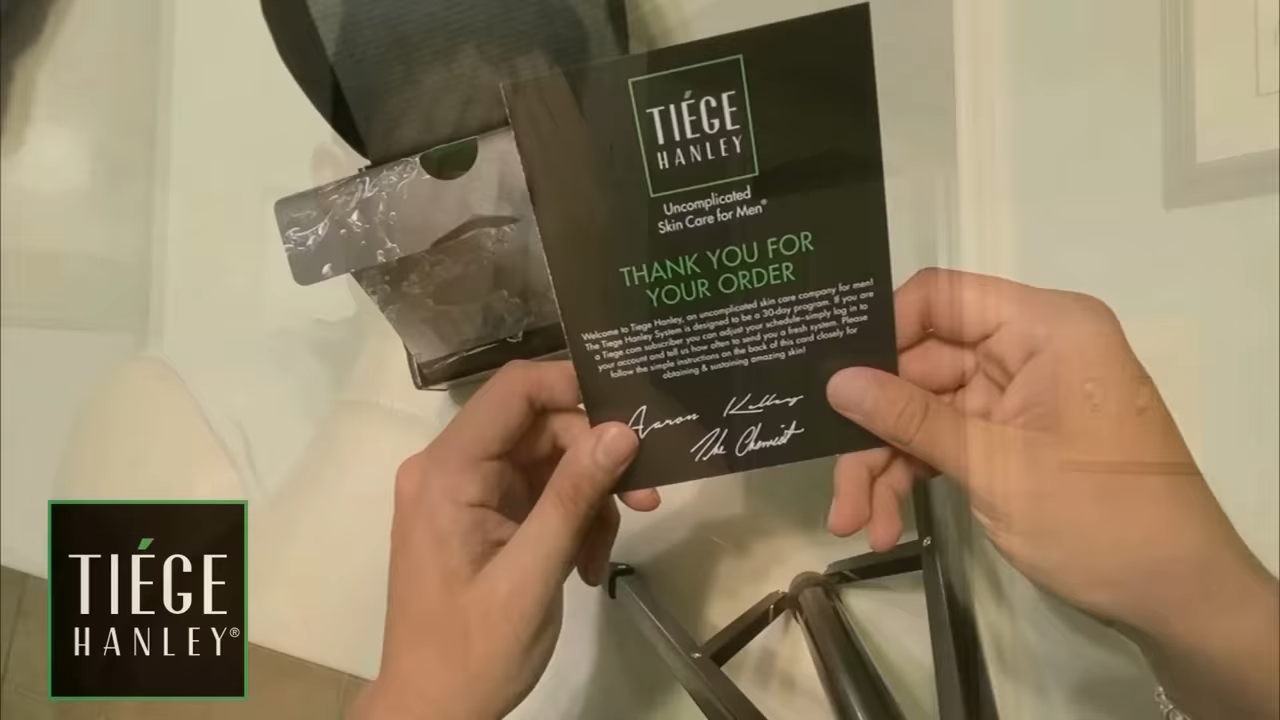 TIÉGE
HANLEY
Uncomplicated
Skin Care for Men®
THANK YOU FOR
YOUR ORDER
Welcome to Tiege Hanley, an uncomplicated skin care company for men!
The Tiege Hanley System is designed to be a 30-day program. If you are
a Tiege.com subscriber you can adjust your schedule–simply log in to
your account and tell us how often to send you a fresh system. Please
follow the simple instructions on the back of this card closely for
obtaining & sustaining amazing skin!
Aaron Kelley
The Chemist
TIÉGE
HANLEY®